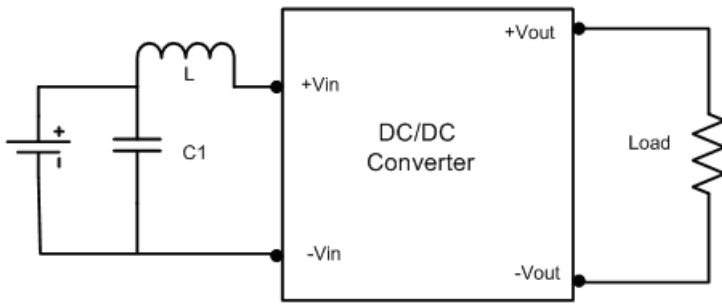 +Vout
L
+Vin
+
C1
DC/DC
Converter
Load
-Vin
-Vout